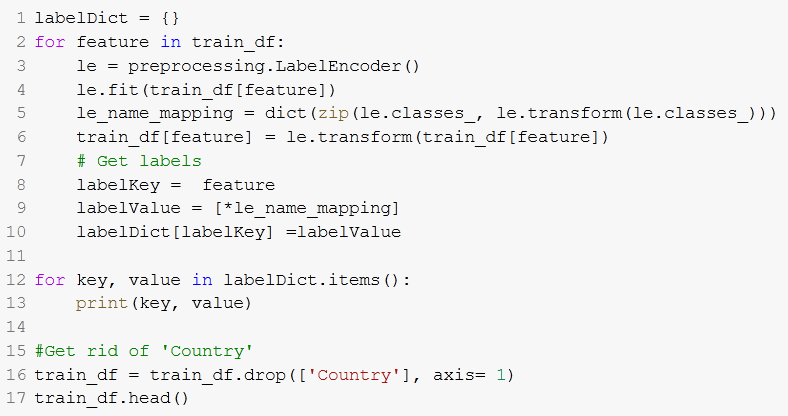 1 labelDict = {}
2 for feature in train_df:
3     le = preprocessing.LabelEncoder()
4     le.fit(train_df[feature])
5     le_name_mapping = dict(zip(le.classes_, le.transform(le.classes_)))
6     train_df[feature] = le.transform(train_df[feature])
7     # Get labels
8     labelKey =  feature
9     labelValue = [*le_name_mapping]
10     labelDict[labelKey] =labelValue
11
12 for key, value in labelDict.items():
13     print(key, value)
14
15 #Get rid of 'Country'
16 train_df = train_df.drop(['Country'], axis= 1)
17 train_df.head()